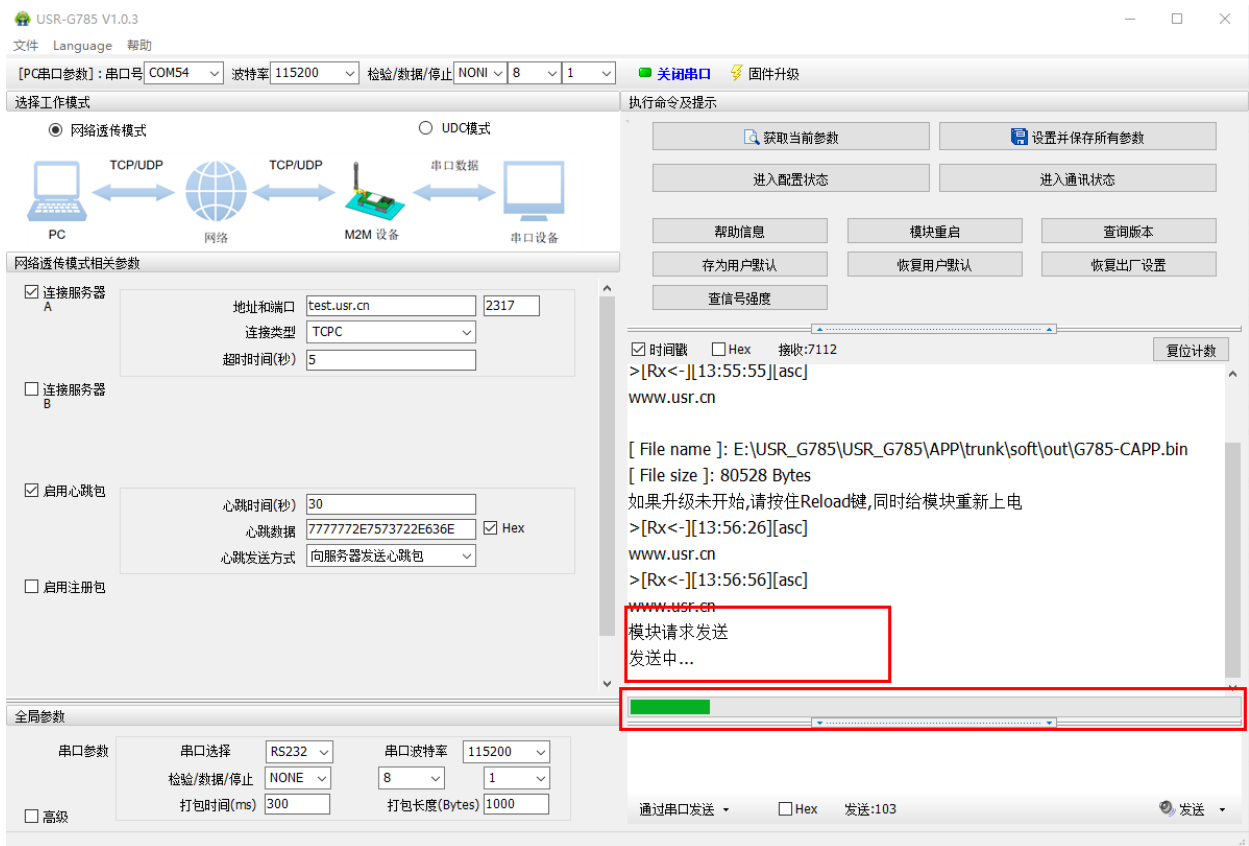 USR-G785 V1.0.3
文件 Language 帮助
[PC串口参数]：串口号 COM54 波特率 115200 检验/数据/停止 NONI 8 1 关闭串口 固件升级
选择工作模式
网络透传模式 UDC模式
TCP/UDP TCP/UDP 串口数据
PC 网络 M2M 设备 串口设备
网络透传模式相关参数
连接服务器
A
地址和端口 test.usr.cn 2317
连接类型 TCPC
超时时间(秒) 5
连接服务器
B
启用心跳包
心跳时间(秒) 30
心跳数据 7777772E7573722E636E Hex
心跳发送方式 向服务器发送心跳包
启用注册包
全局参数
串口参数 串口选择 RS232 串口波特率 115200
检验/数据/停止 NONE 8 1
打包时间(ms) 300 打包长度(Bytes) 1000
高级
执行命令及提示
获取当前参数 设置并保存所有参数
进入配置状态 进入通讯状态
帮助信息 模块重启 查询版本
存为用户默认 恢复用户默认 恢复出厂设置
查信号强度
时间戳 Hex 接收:7112 复位计数
>[Rx<-][13:55:55][asc]
www.usr.cn
[ File name ]: E:\USR_G785\USR_G785\APP\trunk\soft\out\G785-CAPP.bin
[ File size ]: 80528 Bytes
如果升级未开始,请按住Reload键,同时给模块重新上电
>[Rx<-][13:56:26][asc]
www.usr.cn
>[Rx<-][13:56:56][asc]
www.usr.cn
模块请求发送
发送中...
通过串口发送 Hex 发送:103 发送